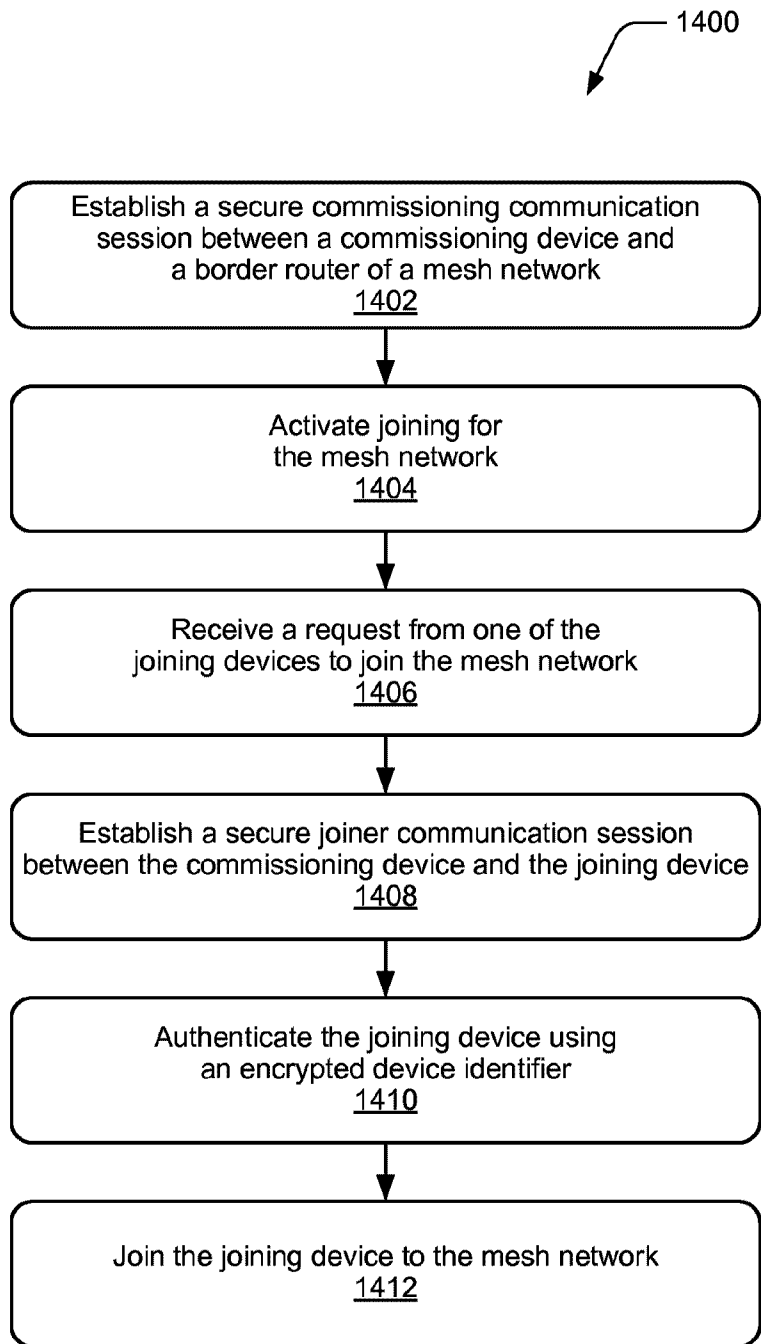 1400
Establish a secure commissioning communication
session between a commissioning device and
a border router of a mesh network
1402
Activate joining for
the mesh network
1404
Receive a request from one of the
joining devices to join the mesh network
1406
Establish a secure joiner communication session
between the commissioning device and the joining device
1408
Authenticate the joining device using
an encrypted device identifier
1410
Join the joining device to the mesh network
1412